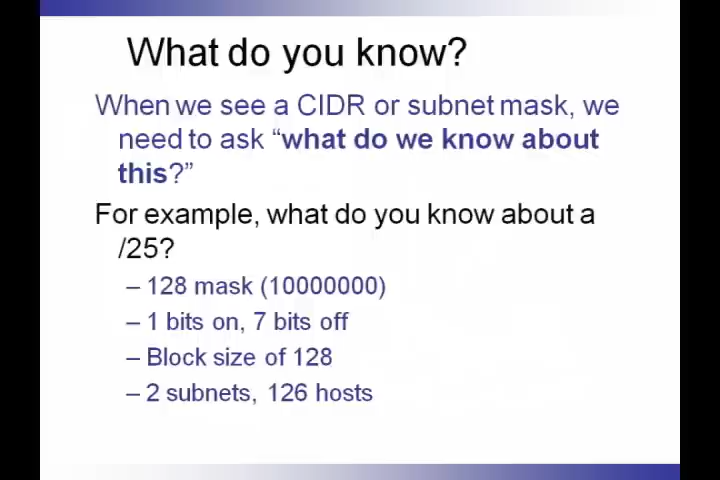 What do you know?
When we see a CIDR or subnet mask, we
need to ask “what do we know about
this?”
For example, what do you know about a
/25?
– 128 mask (10000000)
– 1 bits on, 7 bits off
– Block size of 128
– 2 subnets, 126 hosts